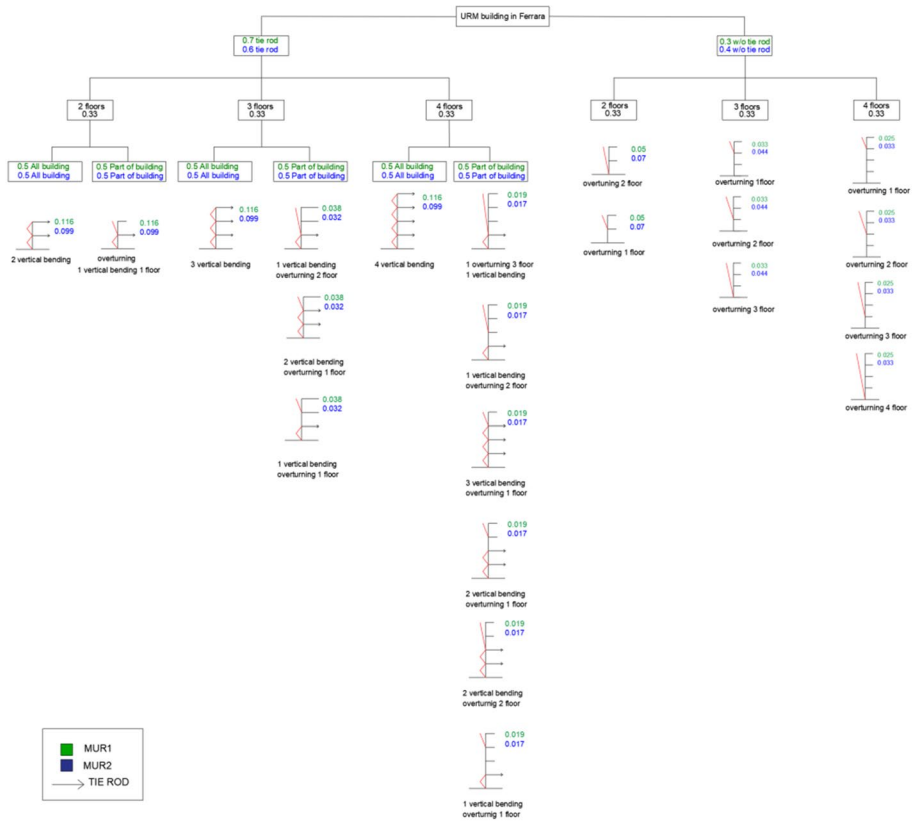 URM building in Ferrara
0.7 tie rod
0.6 tie rod
0.3 w/o tie rod
0.4 w/o tie rod
2 floors
0.33
3 floors
0.33
4 floors
0.33
2 floors
0.33
3 floors
0.33
4 floors
0.33
0.5 All building
0.5 All building
0.5 Part of building
0.5 Part of building
0.5 All building
0.5 All building
0.5 Part of building
0.5 Part of building
0.5 All building
0.5 All building
0.5 Part of building
0.5 Part of building
0.116
0.099
2 vertical bending
0.116
0.099
overturning
1 vertical bending 1 floor
0.116
0.099
3 vertical bending
0.038
0.032
1 vertical bending
overturning 2 floor
0.038
0.032
2 vertical bending
overturning 1 floor
0.038
0.032
1 vertical bending
overturning 1 floor
0.116
0.099
4 vertical bending
0.019
0.017
1 overturning 3 floor
1 vertical bending
0.019
0.017
1 vertical bending
overturning 2 floor
0.019
0.017
3 vertical bending
overturning 1 floor
0.019
0.017
2 vertical bending
overturning 1 floor
0.019
0.017
2 vertical bending
overturnig 2 floor
0.019
0.017
1 vertical bending
overturnig 1 floor
0.05
0.07
overturning 2 floor
0.05
0.07
overturning 1 floor
0.033
0.044
overturning 1floor
0.033
0.044
overturning 2 floor
0.033
0.044
overturning 3 floor
0.025
0.033
overturning 1 floor
0.025
0.033
overturning 2 floor
0.025
0.033
overturning 3 floor
0.025
0.033
overturning 4 floor
MUR1
MUR2
TIE ROD